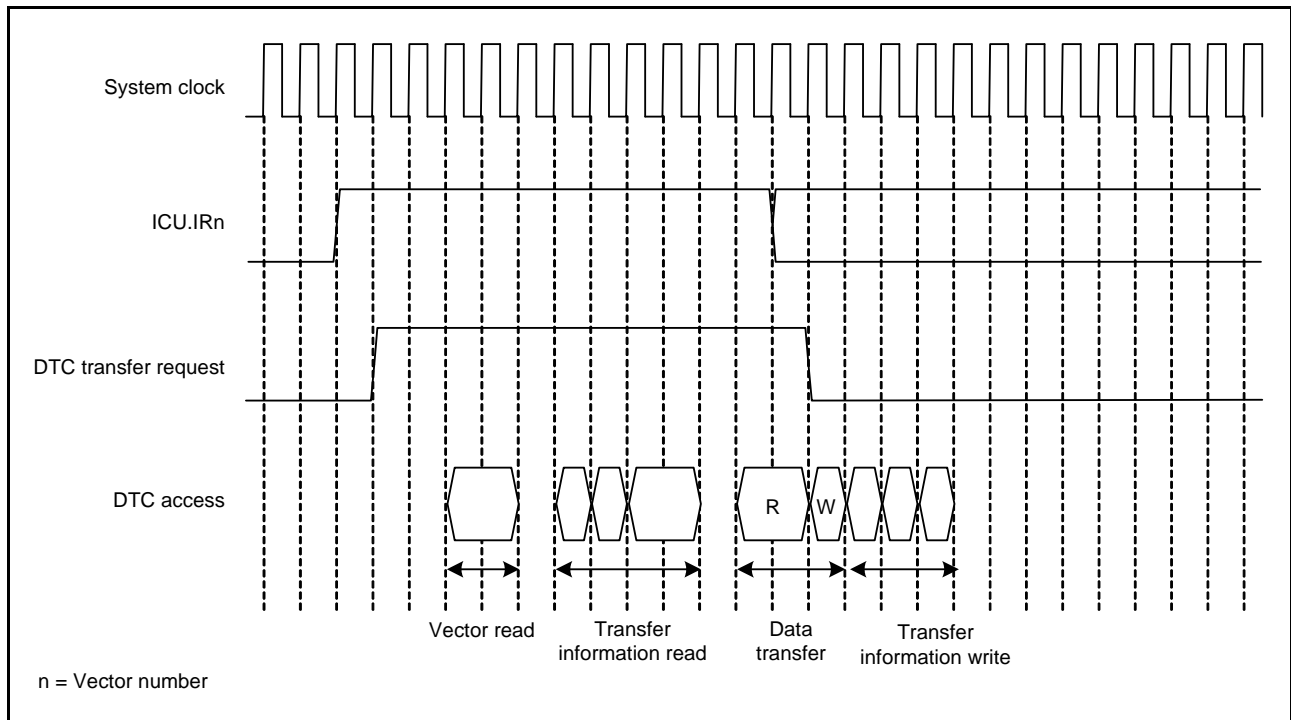 System clock
ICU.IRn
DTC transfer request
DTC access
R
W
Vector read
Transfer
information read
Data
transfer
Transfer
information write
n = Vector number